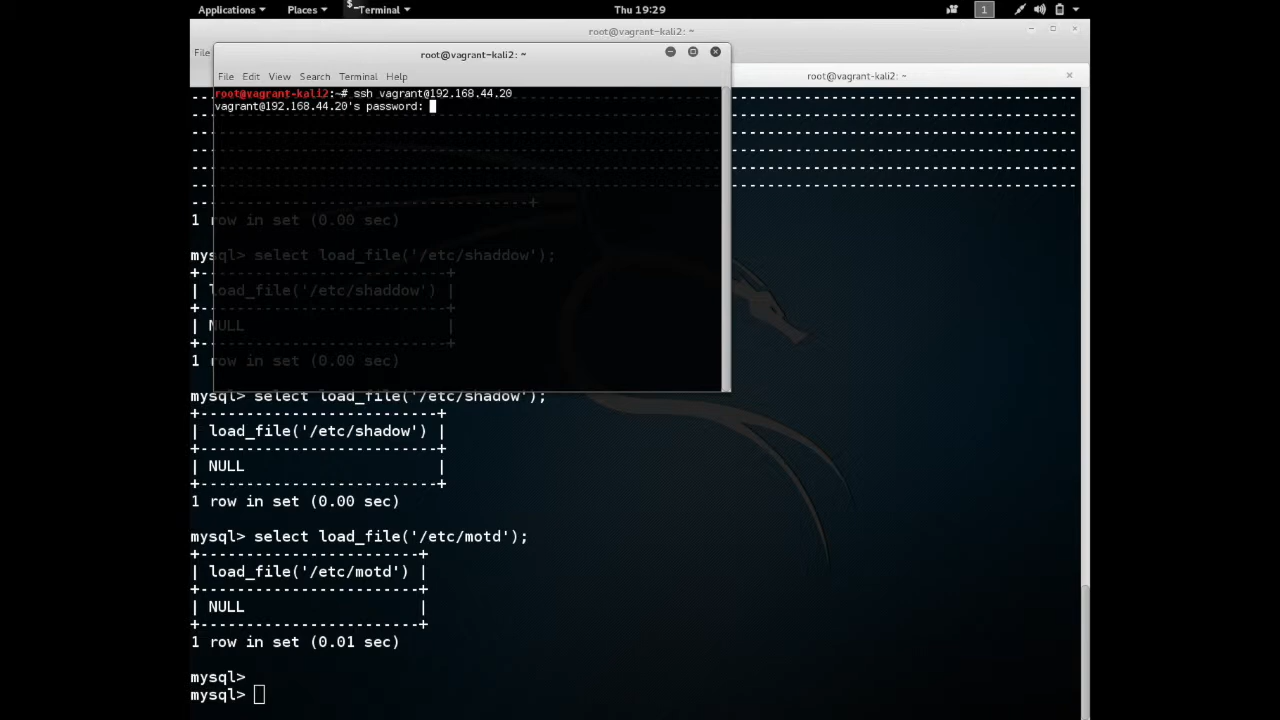 Applications Places Terminal Thu 19:29 1
root@vagrant-kali2: ~
File
root@vagrant-kali2: ~
root@vagrant-kali2: ~
File Edit View Search Terminal Help
root@vagrant-kali2:~# ssh vagrant@192.168.44.20
vagrant@192.168.44.20's password:
1 row in set (0.00 sec)
mysql> select load_file('/etc/shaddow');
+---------------------------+
| load_file('/etc/shaddow') |
+---------------------------+
| NULL |
+---------------------------+
1 row in set (0.00 sec)
mysql> select load_file('/etc/shadow');
+--------------------------+
| load_file('/etc/shadow') |
+--------------------------+
| NULL |
+--------------------------+
1 row in set (0.00 sec)
mysql> select load_file('/etc/motd');
+------------------------+
| load_file('/etc/motd') |
+------------------------+
| NULL |
+------------------------+
1 row in set (0.01 sec)
mysql>
mysql>